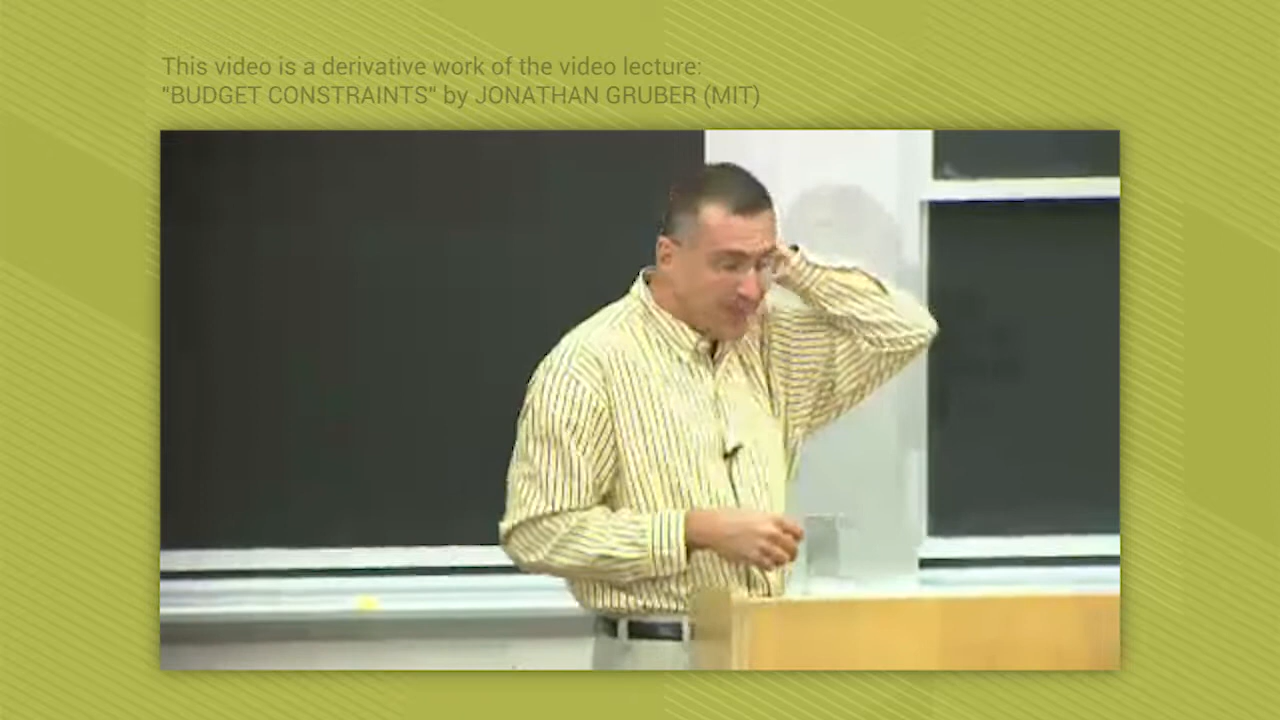 This video is a derivative work of the video lecture:
"BUDGET CONSTRAINTS" by JONATHAN GRUBER (MIT)